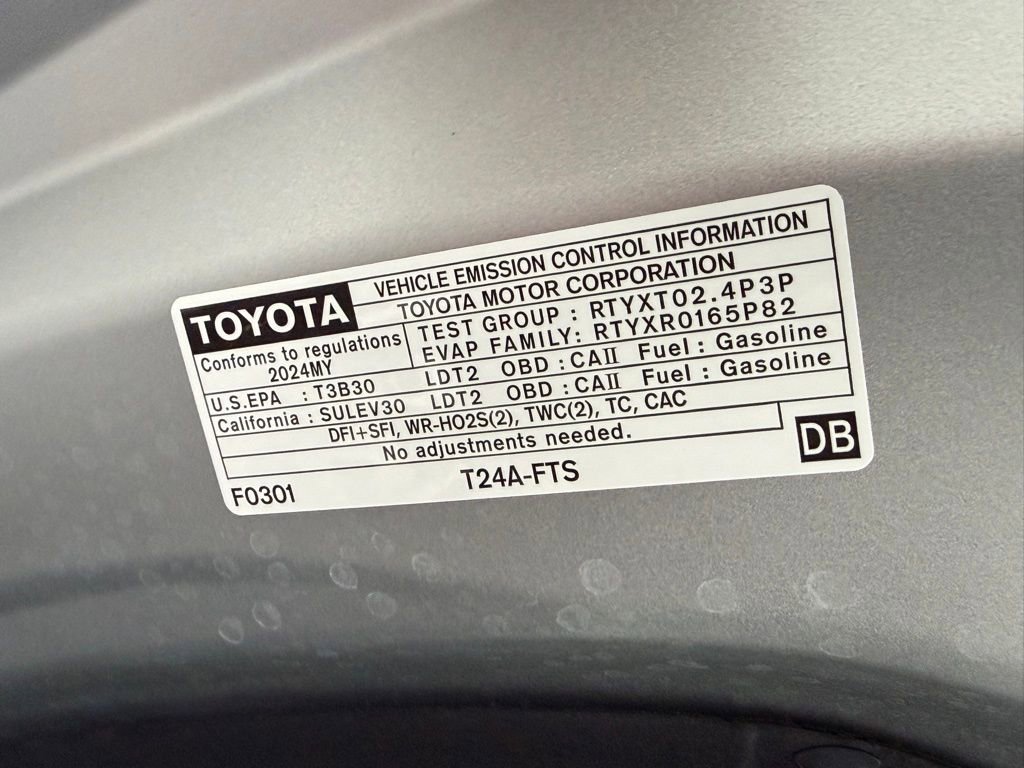 TOYOTA
VEHICLE EMISSION CONTROL INFORMATION
TOYOTA MOTOR CORPORATION
Conforms to regulations
2024MY
TEST GROUP : RTYXT02.4P3P
EVAP FAMILY: RTYXR0165P82
U.S.EPA : T3B30 LDT2 OBD : CAII Fuel : Gasoline
California : SULEV30 LDT2 OBD : CAII Fuel : Gasoline
DFI+SFI, WR-HO2S(2), TWC(2), TC, CAC
No adjustments needed.
DB
F0301
T24A-FTS